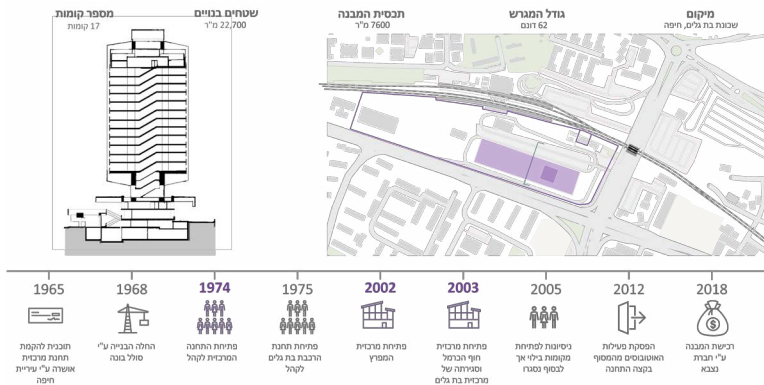 מיקום
שכונת בת גלים, חיפה
גודל המגרש
62 דונם
תכסית המבנה
7600 מ"ר
שטחים בנויים
22,700 מ"ר
מספר קומות
17 קומות
1965
תוכנית להקמת
תחנת מרכזית
אושרה ע"י עיריית
חיפה
1968
החלה הבנייה ע"י
סולל בונה
1974
פתיחת התחנה
המרכזית לקהל
1975
פתיחת תחנת
הרכבת בת גלים
לקהל
2002
פתיחת מרכזית
המפרץ
2003
פתיחת מרכזית
חוף הכרמל
וסגירתה של
מרכזית בת גלים
2005
ניסיונות לפתיחת
מקומות בילוי אך
לבסוף נסגרו
2012
הפסקת פעילות
האוטובוסים מהמסוף
בקצה התחנה
2018
רכישת המבנה
ע"י חברת
נצבא